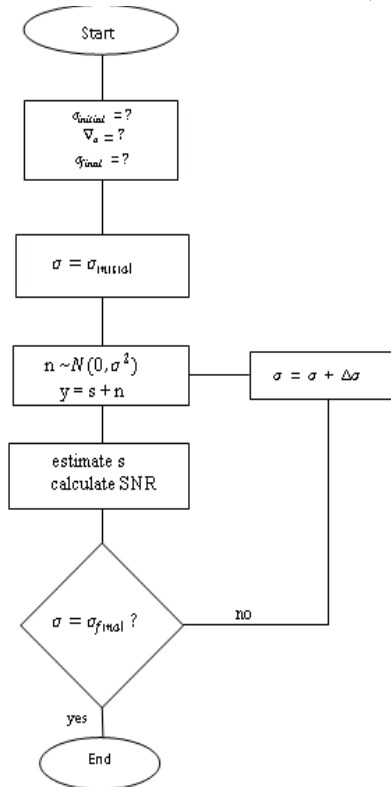 Start
σinitial = ?
∇σ = ?
σfinal = ?
σ = σinitial
n ~N(0,σ²)
y = s + n
σ = σ + Δσ
estimate s
calculate SNR
σ = σfinal ?
no
yes
End